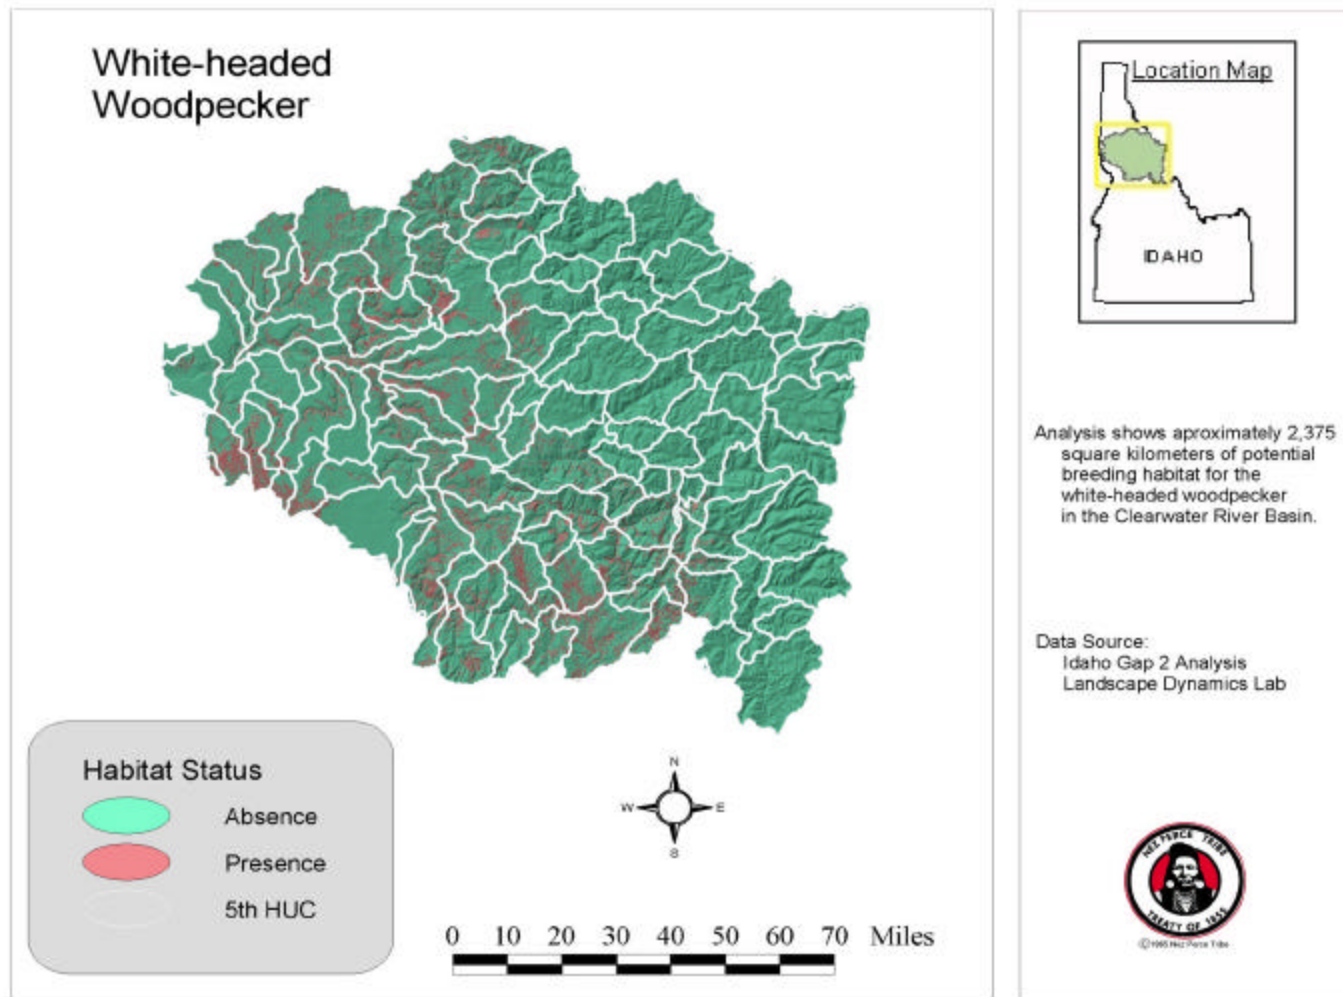 White-headed
Woodpecker
Location Map
IDAHO
Analysis shows aproximately 2,375
square kilometers of potential
breeding habitat for the
white-headed woodpecker
in the Clearwater River Basin.
Data Source:
Idaho Gap 2 Analysis
Landscape Dynamics Lab
Habitat Status
Absence
Presence
5th HUC
N
W E
S
0 10 20 30 40 50 60 70 Miles
NEZ PERCE TRIBE
TREATY OF 1855
Nez Perce Tribe